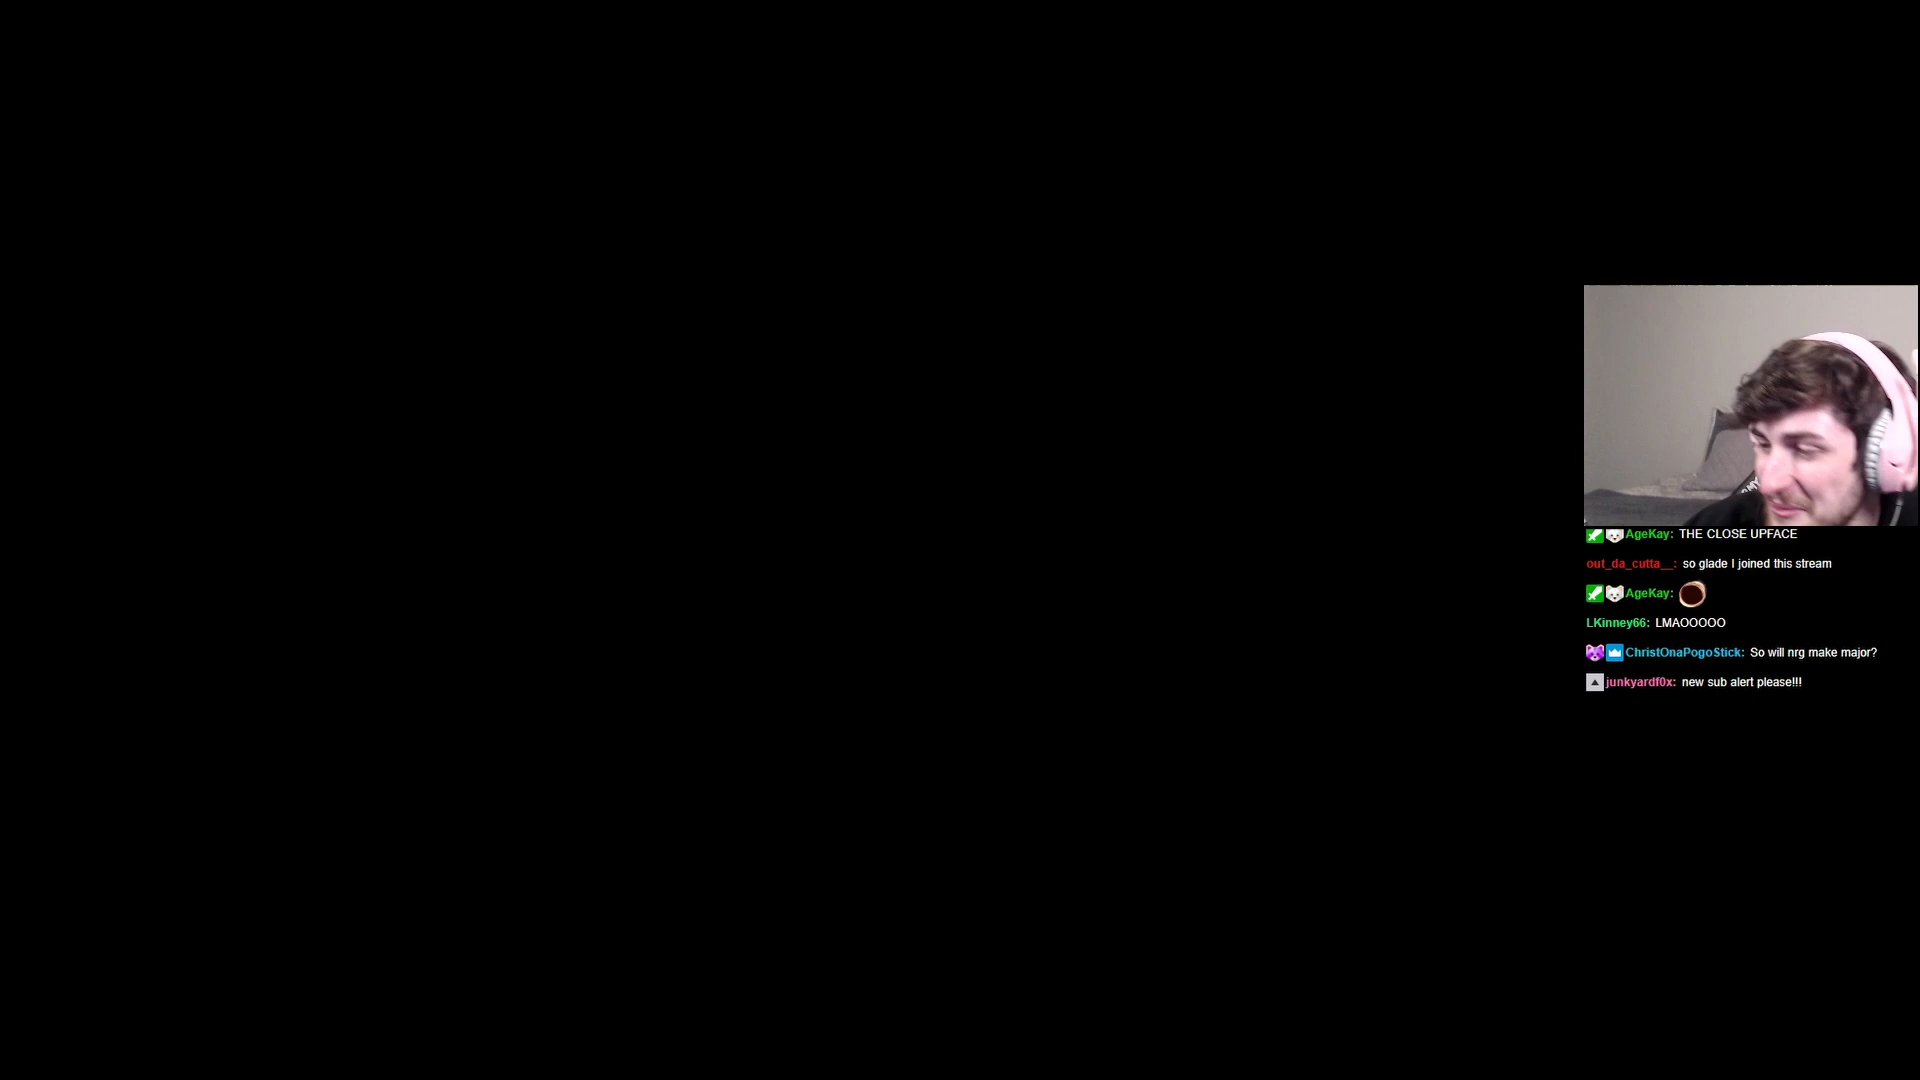 AgeKay: THE CLOSE UPFACE
out_da_cutta__: so glade I joined this stream
AgeKay:
LKinney66: LMAOOOOO
ChristOnaPogoStick: So will nrg make major?
junkyardf0x: new sub alert please!!!